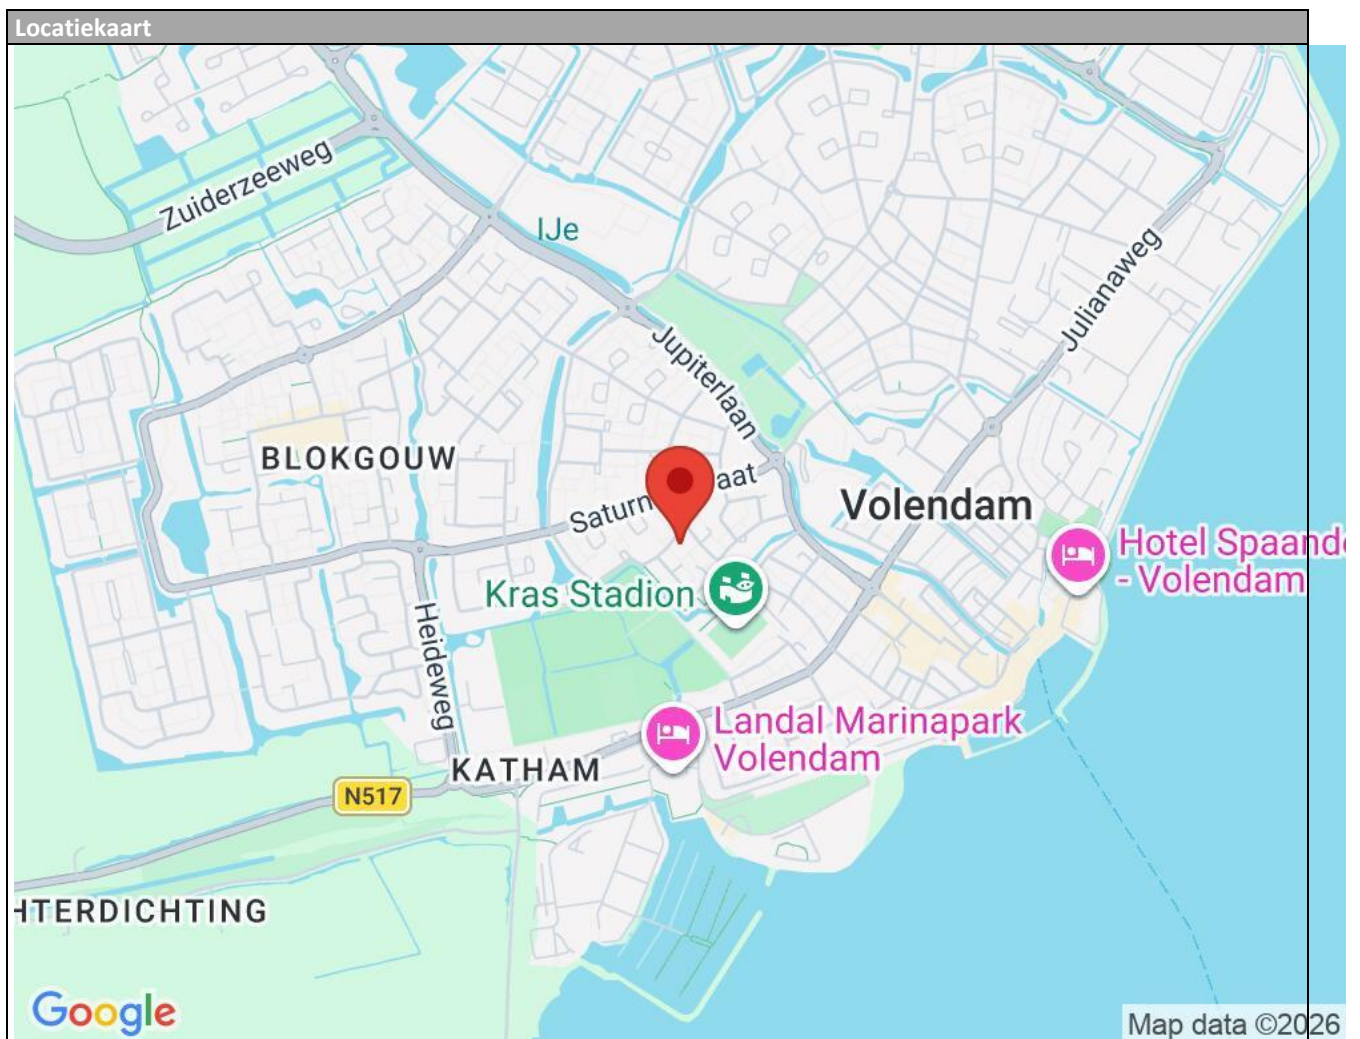 Locatiekaart
Zuiderzeeweg
IJe
Julianaweg
Jupiterlaan
BLOKGOUW
Saturn
aat
Volendam
Hotel Spaand
- Volendam
Kras Stadion
Heideweg
Landal Marinapark
Volendam
KATHAM
N517
HTERDICHTING
Google
Map data ©2026